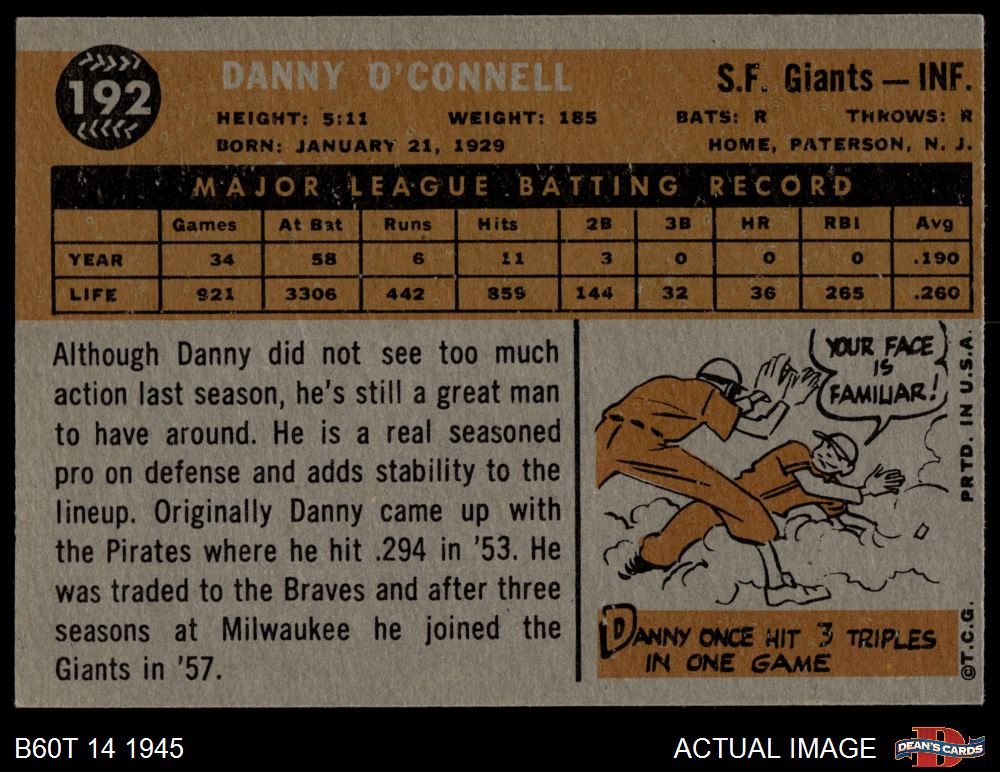 192
DANNY O'CONNELL
S.F. Giants — INF.
HEIGHT: 5:11 WEIGHT: 185 BATS: R THROWS: R
BORN: JANUARY 21, 1929 HOME, PATERSON, N. J.
MAJOR LEAGUE BATTING RECORD
Games At Bat Runs Hits 2B 3B HR RBI Avg
YEAR 34 58 6 11 3 0 0 0 .190
LIFE 921 3306 442 859 144 32 36 265 .260
Although Danny did not see too much
action last season, he's still a great man
to have around. He is a real seasoned
pro on defense and adds stability to the
lineup. Originally Danny came up with
the Pirates where he hit .294 in '53. He
was traded to the Braves and after three
seasons at Milwaukee he joined the
Giants in '57.
YOUR FACE
IS
FAMILIAR!
DANNY ONCE HIT 3 TRIPLES
IN ONE GAME
©T.C.G. PRTD. IN U.S.A.
B60T 14 1945
ACTUAL IMAGE
DEAN'S CARDS